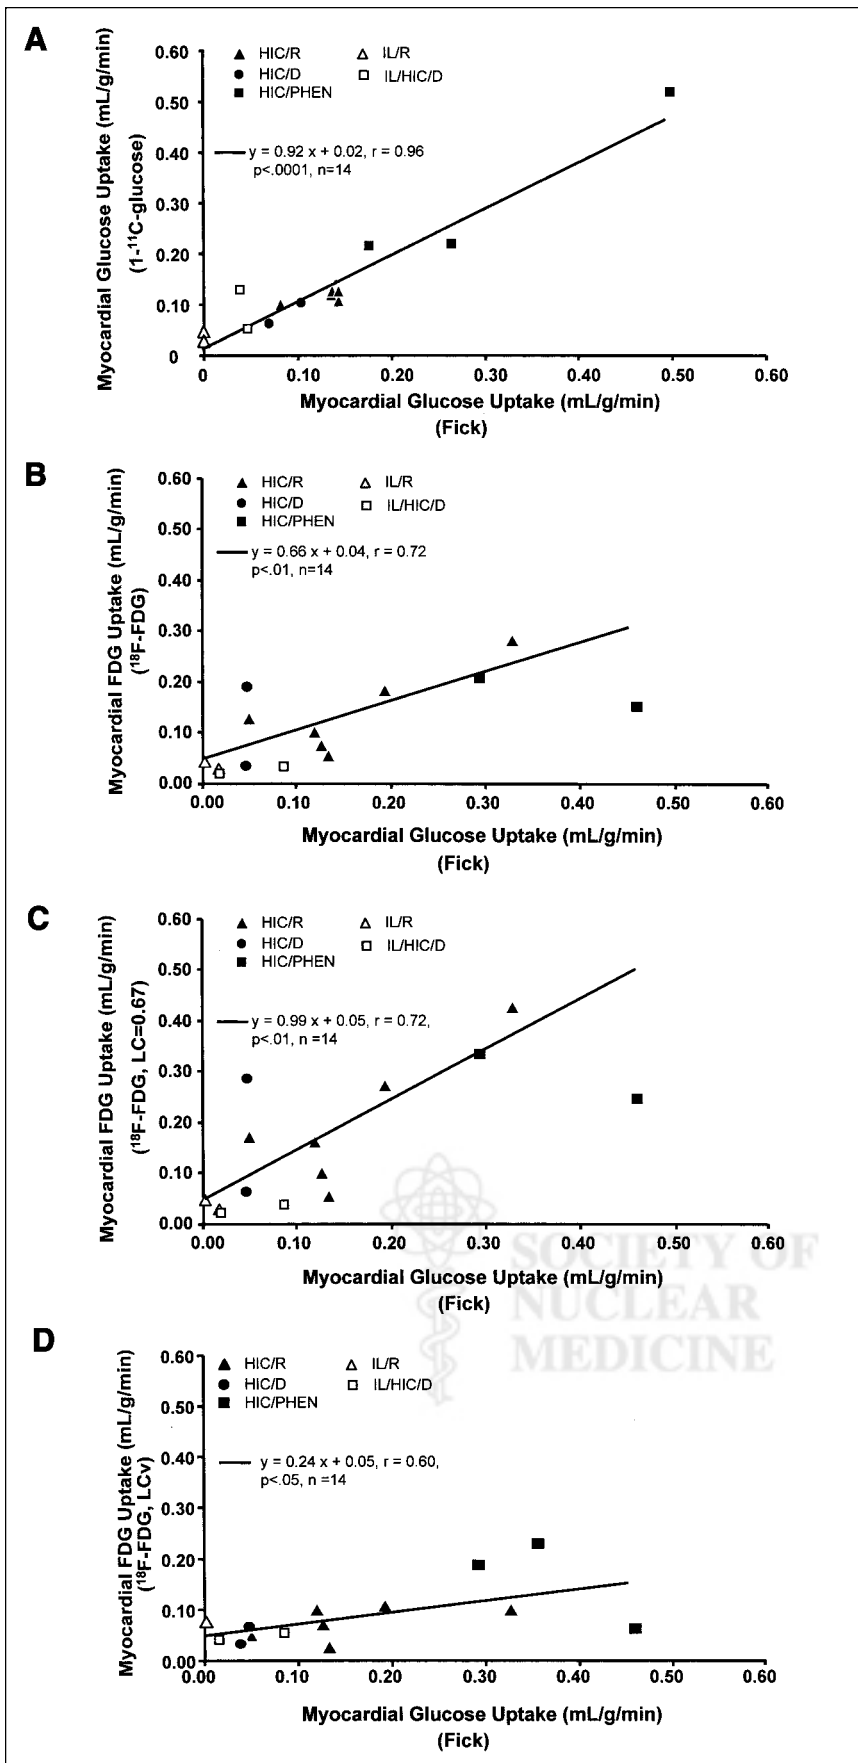 A
Myocardial Glucose Uptake (mL/g/min)
(1-¹¹C-glucose)
0.60
0.50
0.40
0.30
0.20
0.10
0
HIC/R
HIC/D
HIC/PHEN
IL/R
IL/HIC/D
y = 0.92 x + 0.02, r = 0.96
p<.0001, n=14
0 0.10 0.20 0.30 0.40 0.50 0.60
Myocardial Glucose Uptake (mL/g/min)
(Fick)
B
Myocardial FDG Uptake (mL/g/min)
(¹⁸F-FDG)
0.60
0.50
0.40
0.30
0.20
0.10
0.00
HIC/R
HIC/D
HIC/PHEN
IL/R
IL/HIC/D
y = 0.66 x + 0.04, r = 0.72
p<.01, n=14
0.00 0.10 0.20 0.30 0.40 0.50 0.60
Myocardial Glucose Uptake (mL/g/min)
(Fick)
C
Myocardial FDG Uptake (mL/g/min)
(¹⁸F-FDG, LC=0.67)
0.60
0.50
0.40
0.30
0.20
0.10
0.00
HIC/R
HIC/D
HIC/PHEN
IL/R
IL/HIC/D
y = 0.99 x + 0.05, r = 0.72,
p<.01, n =14
0.00 0.10 0.20 0.30 0.40 0.50 0.60
Myocardial Glucose Uptake (mL/g/min)
(Fick)
SOCIETY OF
NUCLEAR
MEDICINE
D
Myocardial FDG Uptake (mL/g/min)
(¹⁸F-FDG, LCv)
0.60
0.50
0.40
0.30
0.20
0.10
0.00
HIC/R
HIC/D
HIC/PHEN
IL/R
IL/HIC/D
y = 0.24 x + 0.05, r = 0.60,
p<.05, n =14
0.00 0.10 0.20 0.30 0.40 0.50 0.60
Myocardial Glucose Uptake (mL/g/min)
(Fick)